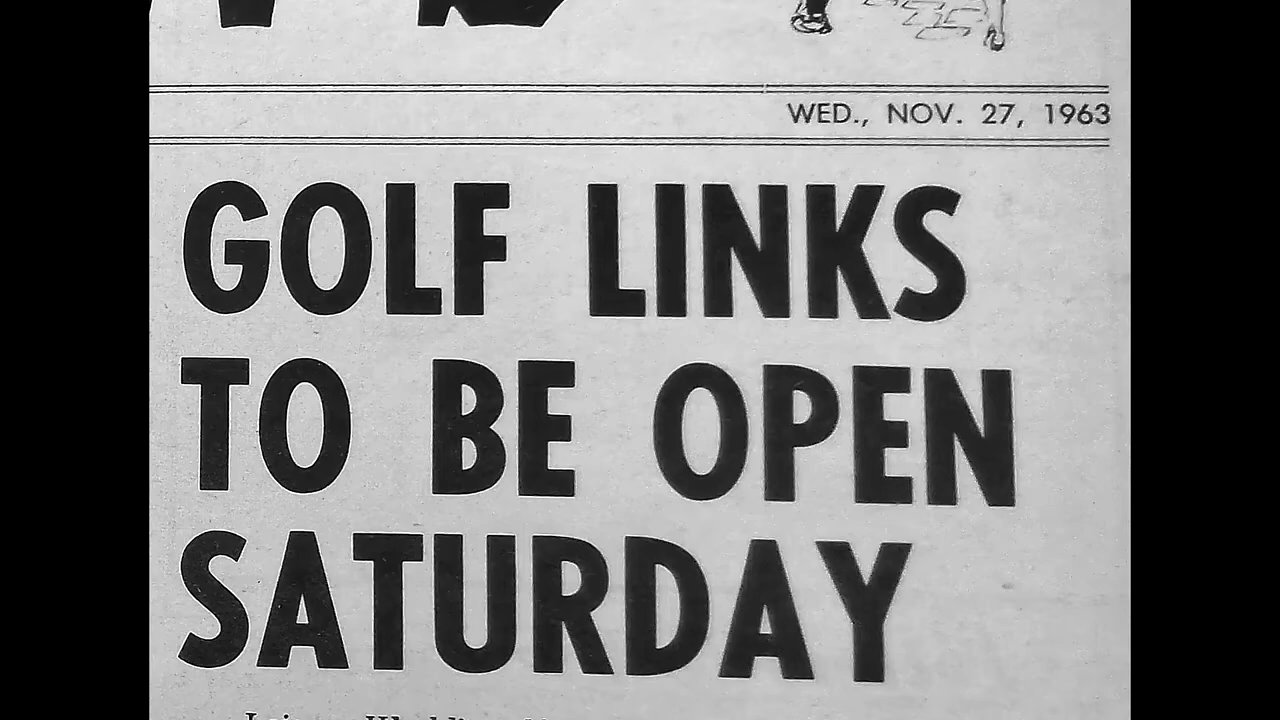 WED., NOV. 27, 1963
GOLF LINKS
TO BE OPEN
SATURDAY